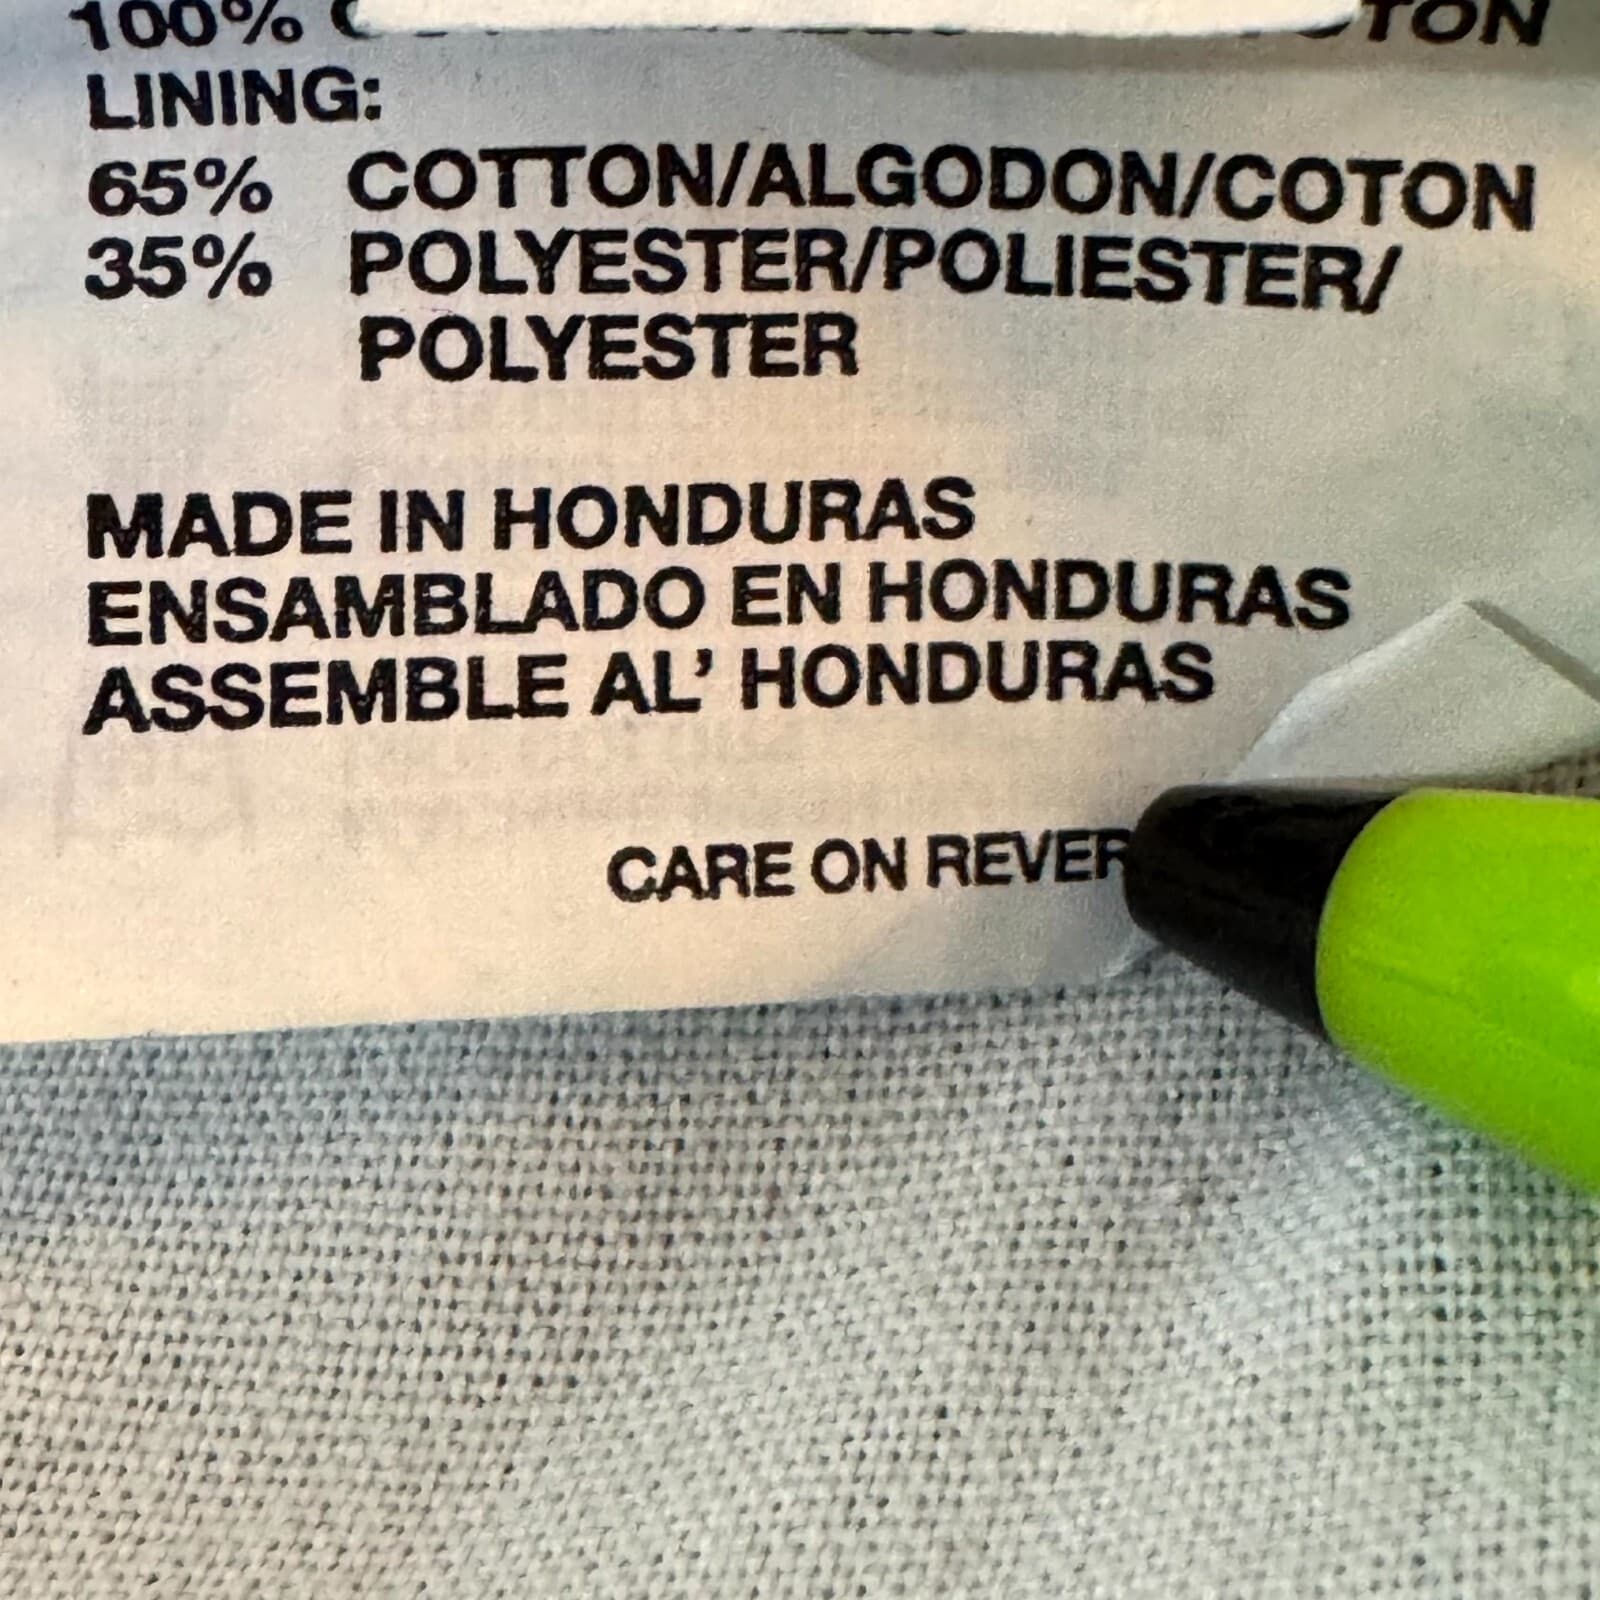 100%
LINING:
65% COTTON/ALGODON/COTON
35% POLYESTER/POLIESTER/
POLYESTER
MADE IN HONDURAS
ENSAMBLADO EN HONDURAS
ASSEMBLE AL’ HONDURAS
CARE ON REVER